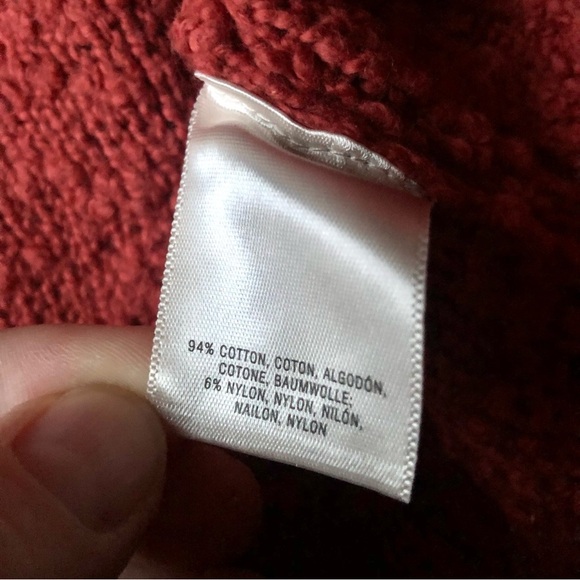 94% COTTON, COTON, ALGODÓN,
COTONE, BAUMWOLLE;
6% NYLON, NYLON, NILÓN,
NAILON, NYLON